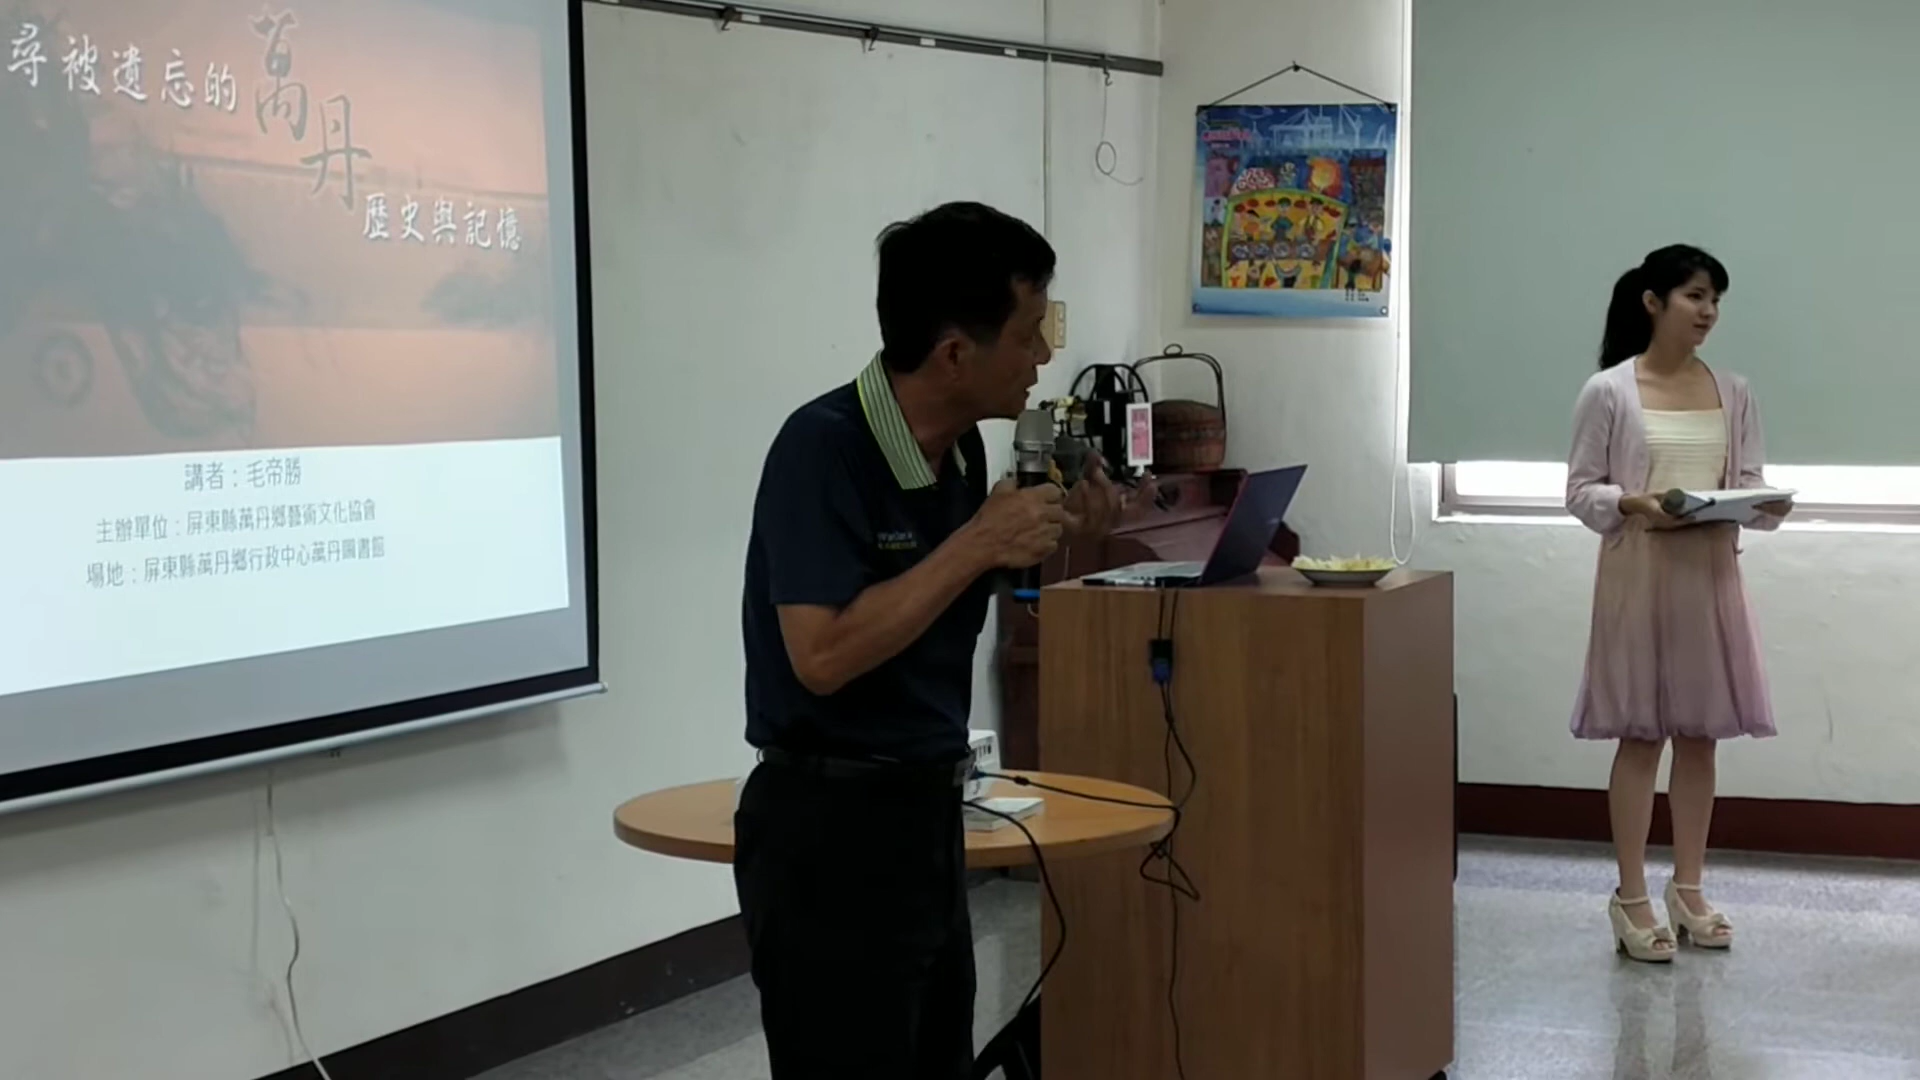 尋被遺忘的萬丹
歷史與記憶
講者：毛帝勝
主辦單位：屏東縣萬丹鄉藝術文化協會
場地：屏東縣萬丹鄉行政中心萬丹圖書館